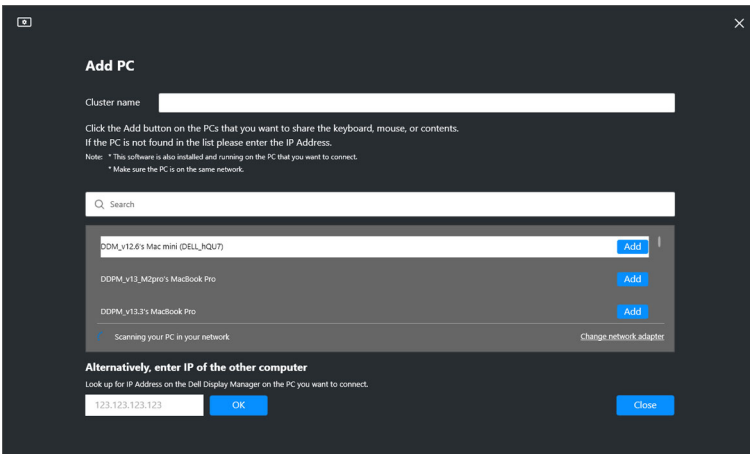 Add PC
Cluster name
Click the Add button on the PCs that you want to share the keyboard, mouse, or contents.
If the PC is not found in the list please enter the IP Address.
Note: * This software is also installed and running on the PC that you want to connect.
* Make sure the PC is on the same network.
Search
DDM_v12.6's Mac mini (DELL_hQU7) Add
DDPM_v13_M2pro's MacBook Pro Add
DDPM_v13.3's MacBook Pro Add
Scanning your PC in your network Change network adapter
Alternatively, enter IP of the other computer
Look up for IP Address on the Dell Display Manager on the PC you want to connect.
123.123.123.123 OK Close